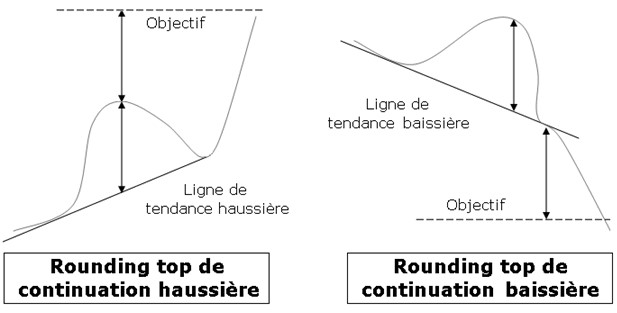 Objectif
Ligne de
tendance haussière
Rounding top de
continuation haussière
Ligne de
tendance baissière
Objectif
Rounding top de
continuation baissière